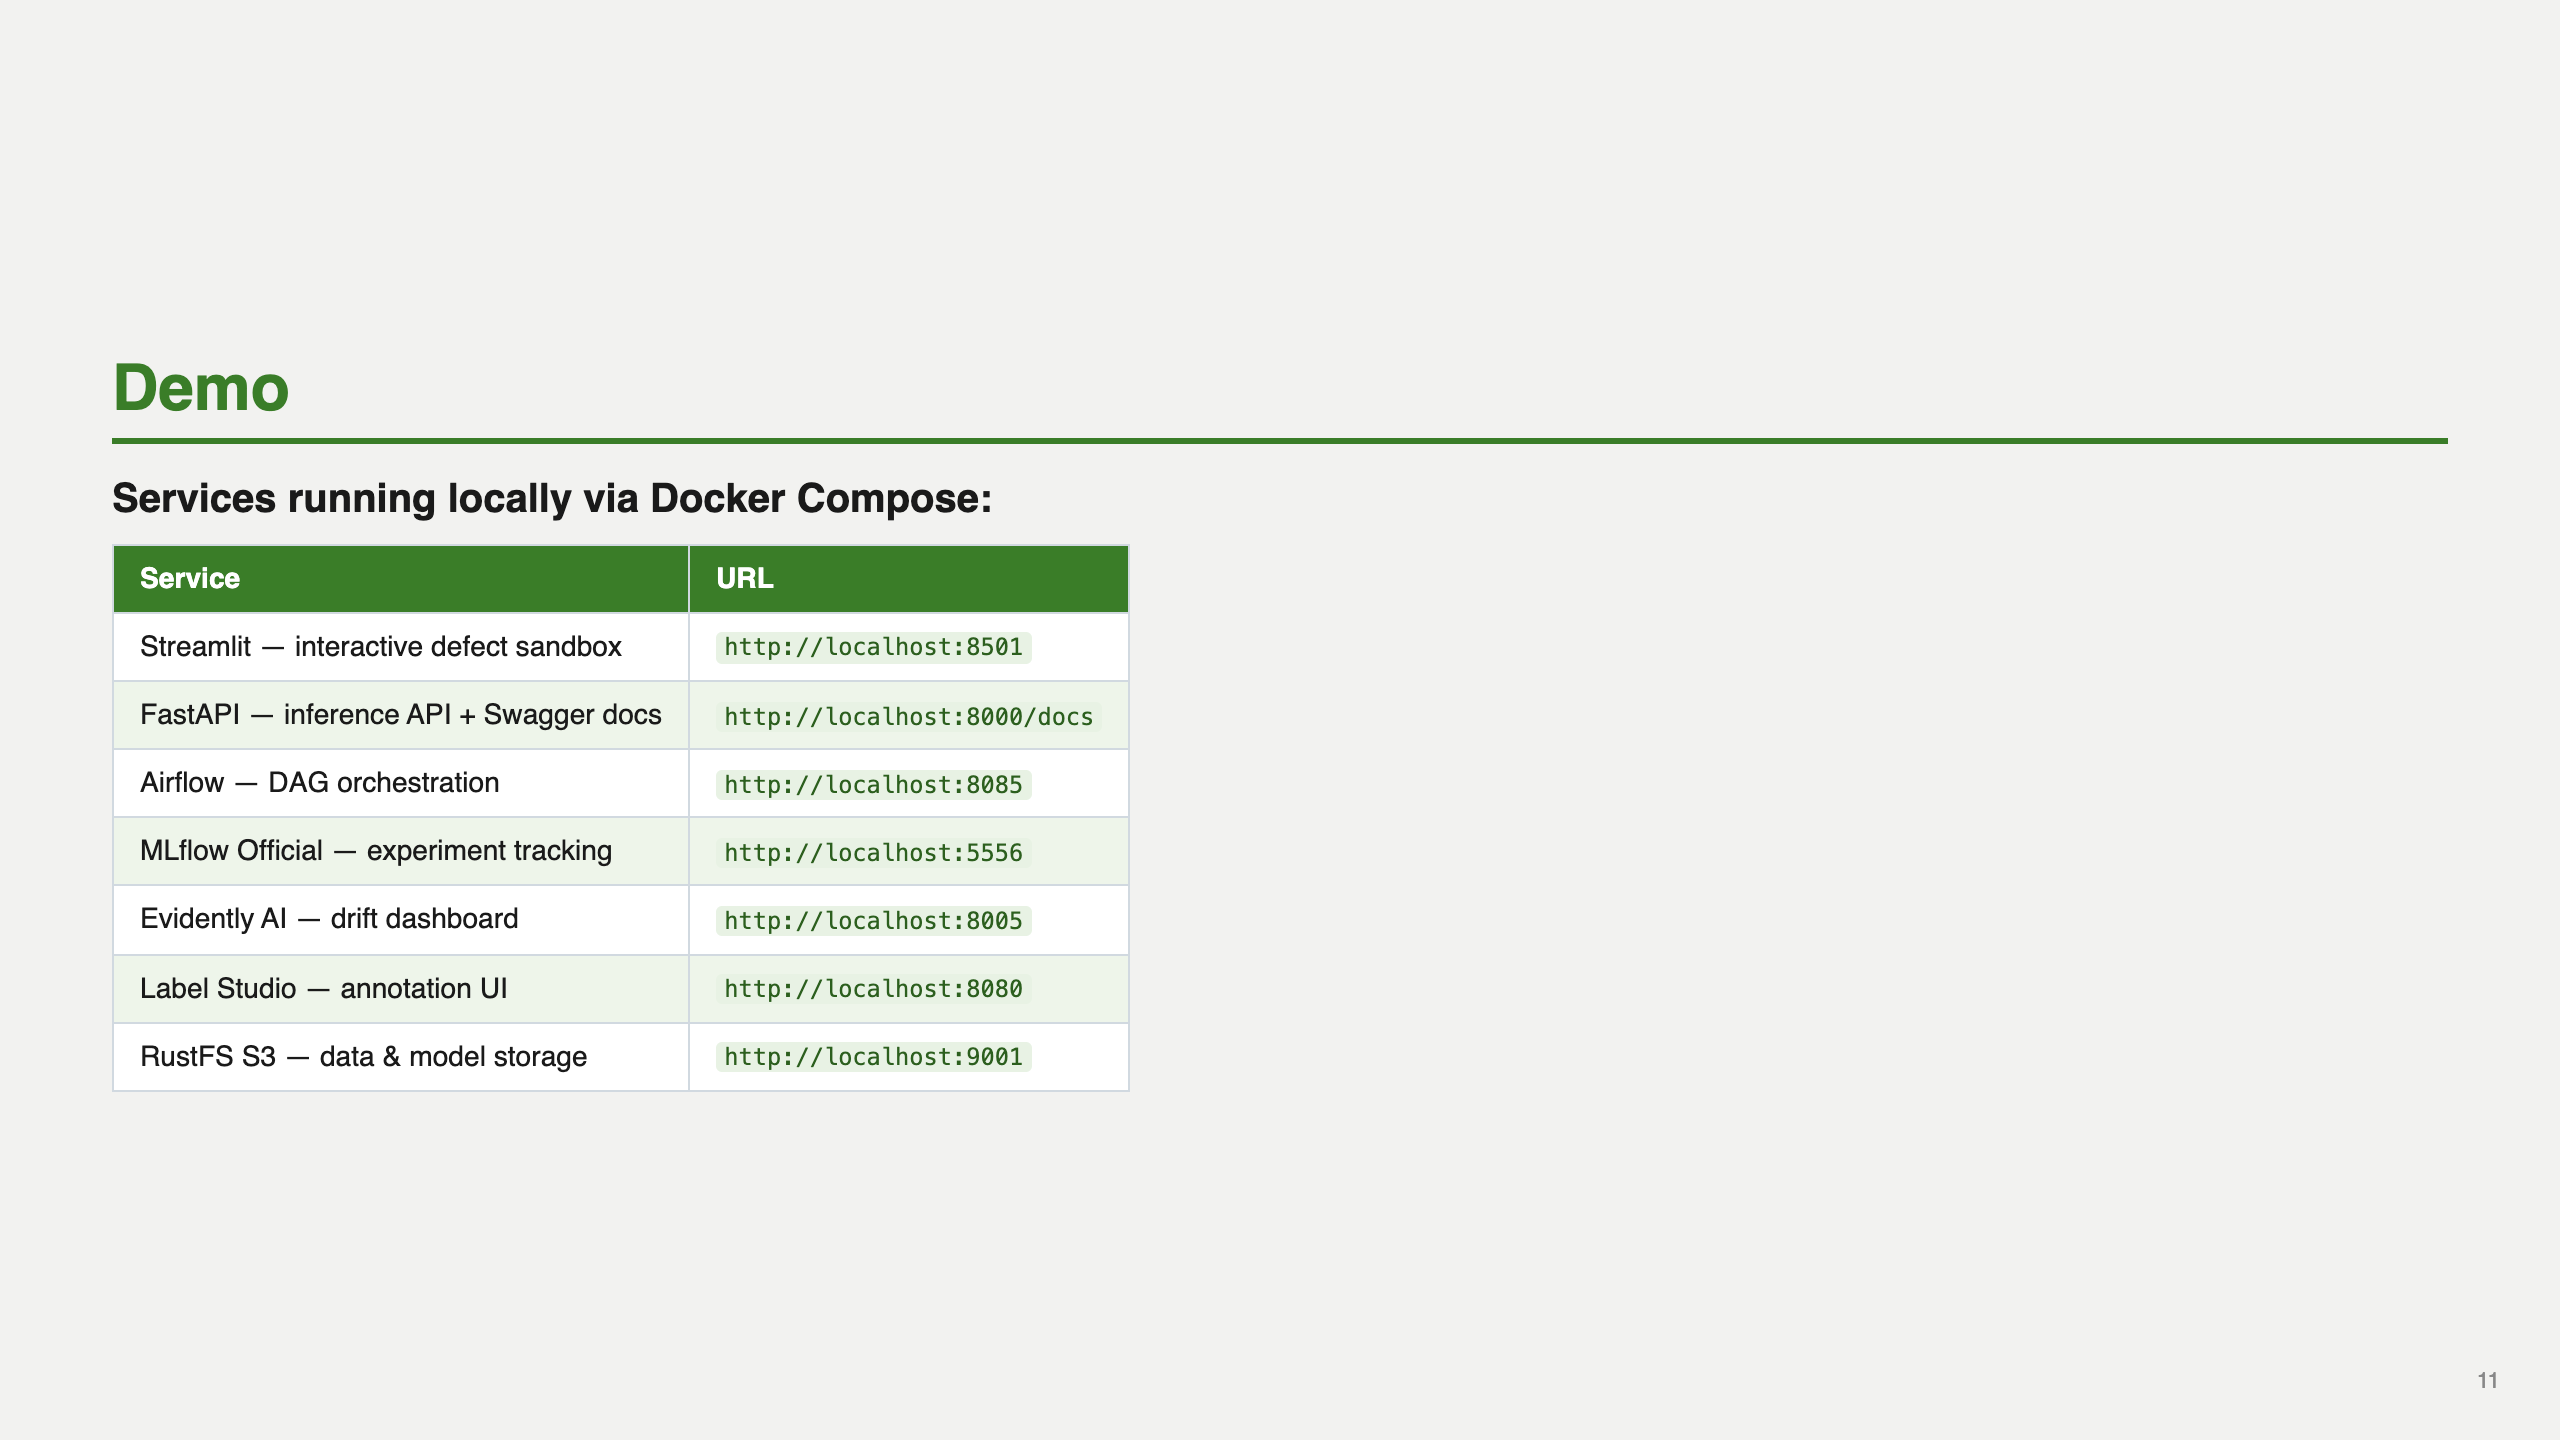 Demo
Services running locally via Docker Compose:
Service URL
Streamlit — interactive defect sandbox http://localhost:8501
FastAPI — inference API + Swagger docs http://localhost:8000/docs
Airflow — DAG orchestration http://localhost:8085
MLflow Official — experiment tracking http://localhost:5556
Evidently AI — drift dashboard http://localhost:8005
Label Studio — annotation UI http://localhost:8080
RustFS S3 — data & model storage http://localhost:9001
11